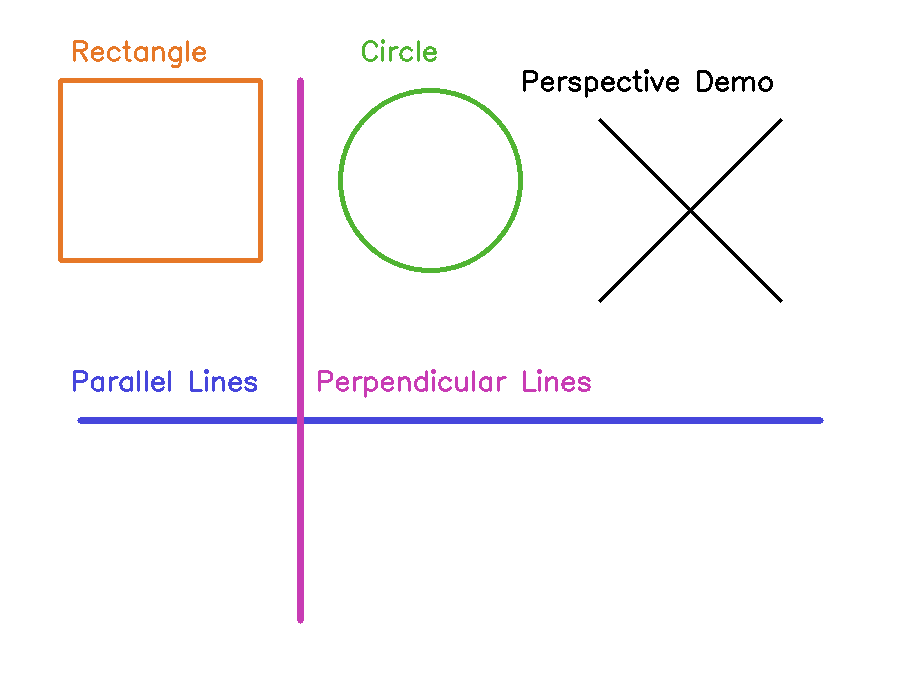 Rectangle
Circle
Perspective Demo
Parallel Lines
Perpendicular Lines